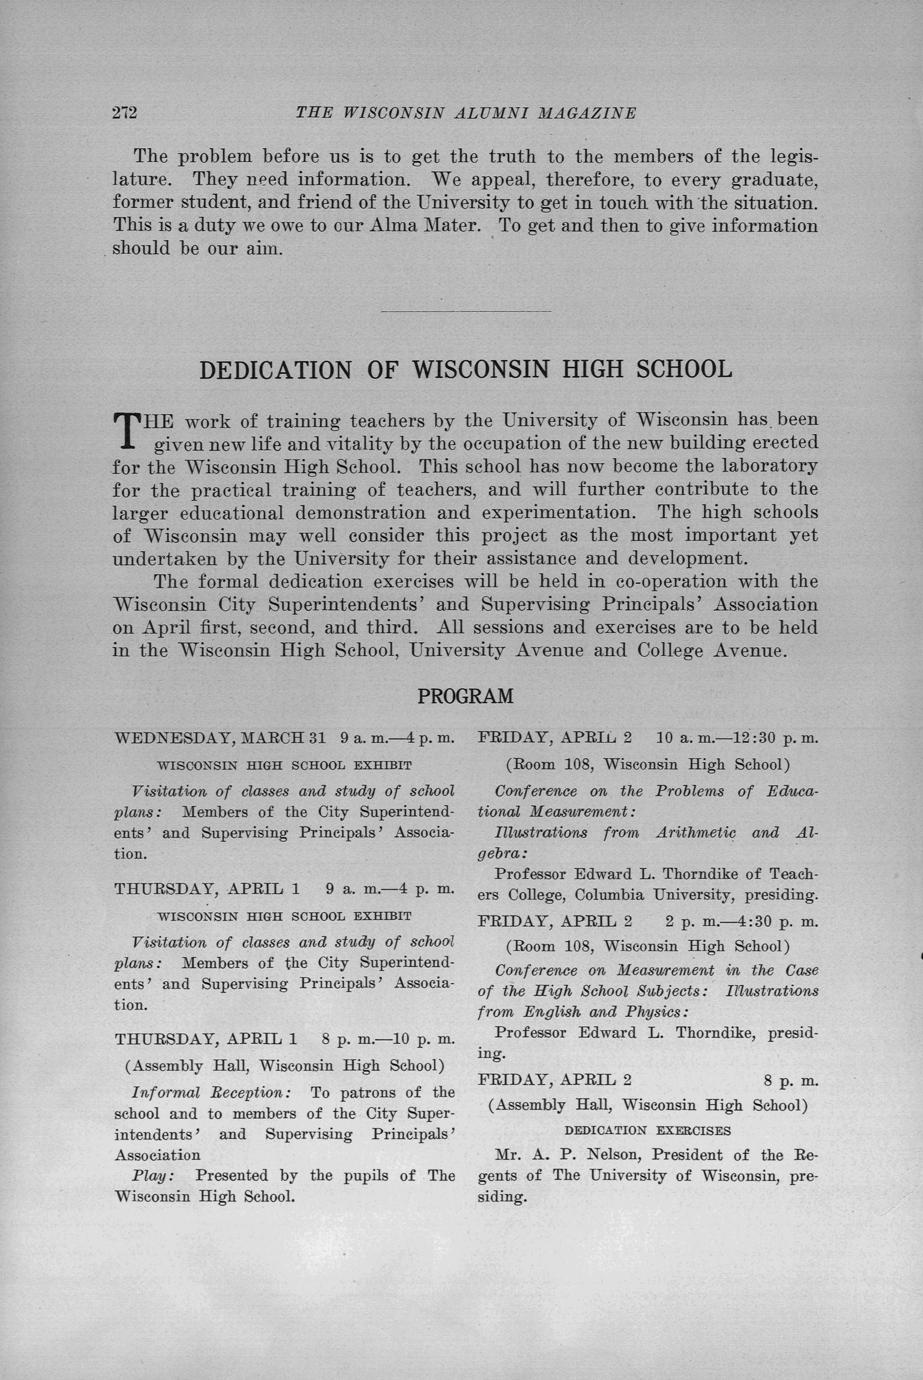 272 THE WISCONSIN ALUMNI MAGAZINE
The problem before us is to get the truth to the members of the legis-
lature. They need information. We appeal, therefore, to every graduate,
former student, and friend of the University to get in touch with the situation.
This is a duty we owe to our Alma Mater. To get and then to give information
should be our aim.
DEDICATION OF WISCONSIN HIGH SCHOOL
THE work of training teachers by the University of Wisconsin has been
given new life and vitality by the occupation of the new building erected
for the Wisconsin High School. This school has now become the laboratory
for the practical training of teachers, and will further contribute to the
larger educational demonstration and experimentation. The high schools
of Wisconsin may well consider this project as the most important yet
undertaken by the University for their assistance and development.
The formal dedication exercises will be held in co-operation with the
Wisconsin City Superintendents' and Supervising Principals' Association
on April first, second, and third. All sessions and exercises are to be held
in the Wisconsin High School, University Avenue and College Avenue.
PROGRAM
WEDNESDAY, MARCH 31 9 a. m.—4 p. m.
WISCONSIN HIGH SCHOOL EXHIBIT
Visitation of classes and study of school
plans: Members of the City Superintend-
ents' and Supervising Principals' Associa-
tion.
THURSDAY, APRIL 1 9 a. m.—4 p. m.
WISCONSIN HIGH SCHOOL EXHIBIT
Visitation of classes and study of school
plans: Members of the City Superintend-
ents' and Supervising Principals' Associa-
tion.
THURSDAY, APRIL 1 8 p. m.—10 p. m.
(Assembly Hall, Wisconsin High School)
Informal Reception: To patrons of the
school and to members of the City Super-
intendents' and Supervising Principals'
Association
Play: Presented by the pupils of The
Wisconsin High School.
FRIDAY, APRIL 2 10 a. m.—12:30 p. m.
(Room 108, Wisconsin High School)
Conference on the Problems of Educa-
tional Measurement:
Illustrations from Arithmetic and Al-
gebra:
Professor Edward L. Thorndike of Teach-
ers College, Columbia University, presiding.
FRIDAY, APRIL 2 2 p. m.—4:30 p. m.
(Room 108, Wisconsin High School)
Conference on Measurement in the Case
of the High School Subjects: Illustrations
from English and Physics:
Professor Edward L. Thorndike, presid-
ing.
FRIDAY, APRIL 2 8 p. m.
(Assembly Hall, Wisconsin High School)
DEDICATION EXERCISES
Mr. A. P. Nelson, President of the Re-
gents of The University of Wisconsin, pre-
siding.